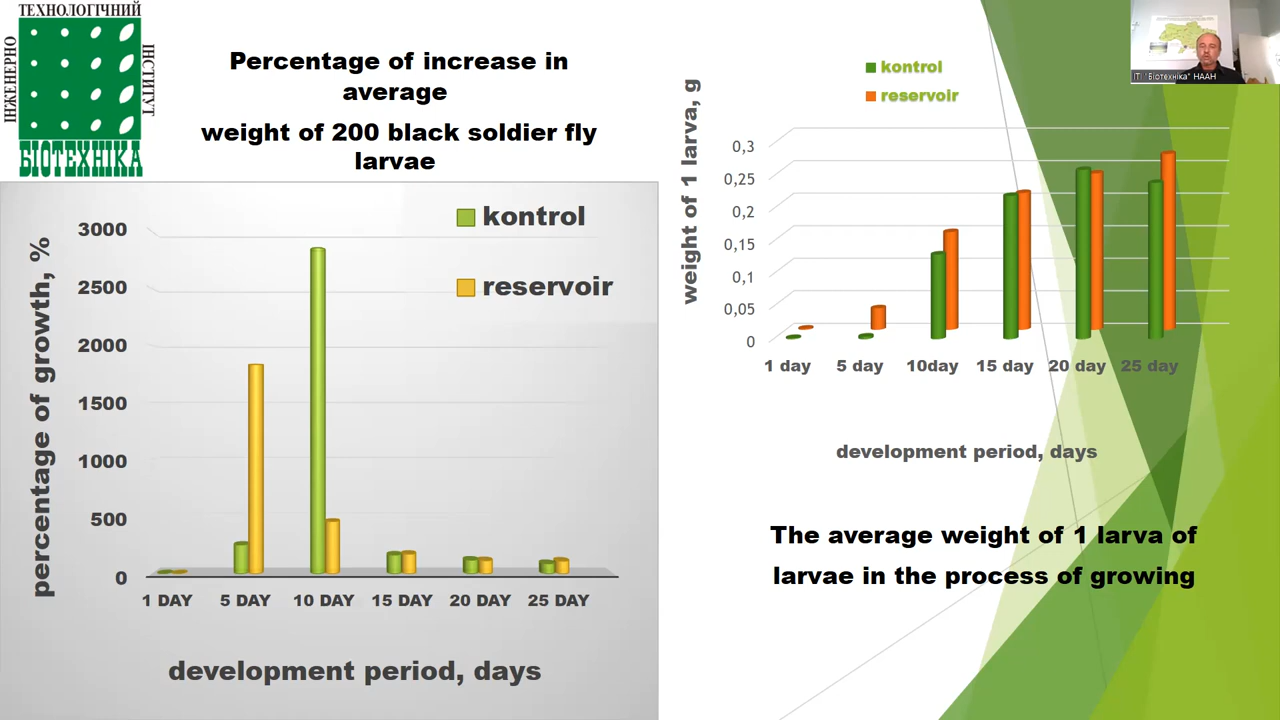 ТЕХНОЛОГІЧНИЙ
ІНЖЕНЕРНО
ІНСТИТУТ
БІОТЕХНІКА
Percentage of increase in
average
weight of 200 black soldier fly
larvae
percentage of growth, %
3000
2500
2000
1500
1000
500
0
kontrol
reservoir
1 DAY 5 DAY 10 DAY 15 DAY 20 DAY 25 DAY
development period, days
kontrol
reservoir
weight of 1 larva, g
0,3
0,25
0,2
0,15
0,1
0,05
0
1 day 5 day 10day 15 day 20 day 25 day
development period, days
The average weight of 1 larva of
larvae in the process of growing
ІТІ "Біотехніка" НААН